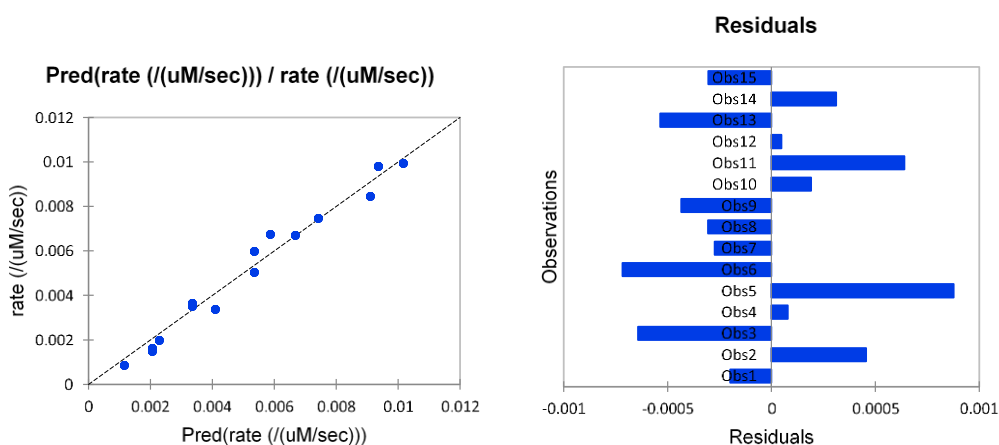 Pred(rate (/(uM/sec))) / rate (/(uM/sec))
0.012
0.01
0.008
0.006
0.004
0.002
0
rate (/(uM/sec))
0 0.002 0.004 0.006 0.008 0.01 0.012
Pred(rate (/(uM/sec)))
Residuals
Observations
Obs15
Obs14
Obs13
Obs12
Obs11
Obs10
Obs9
Obs8
Obs7
Obs6
Obs5
Obs4
Obs3
Obs2
Obs1
-0.001 -0.0005 0 0.0005 0.001
Residuals